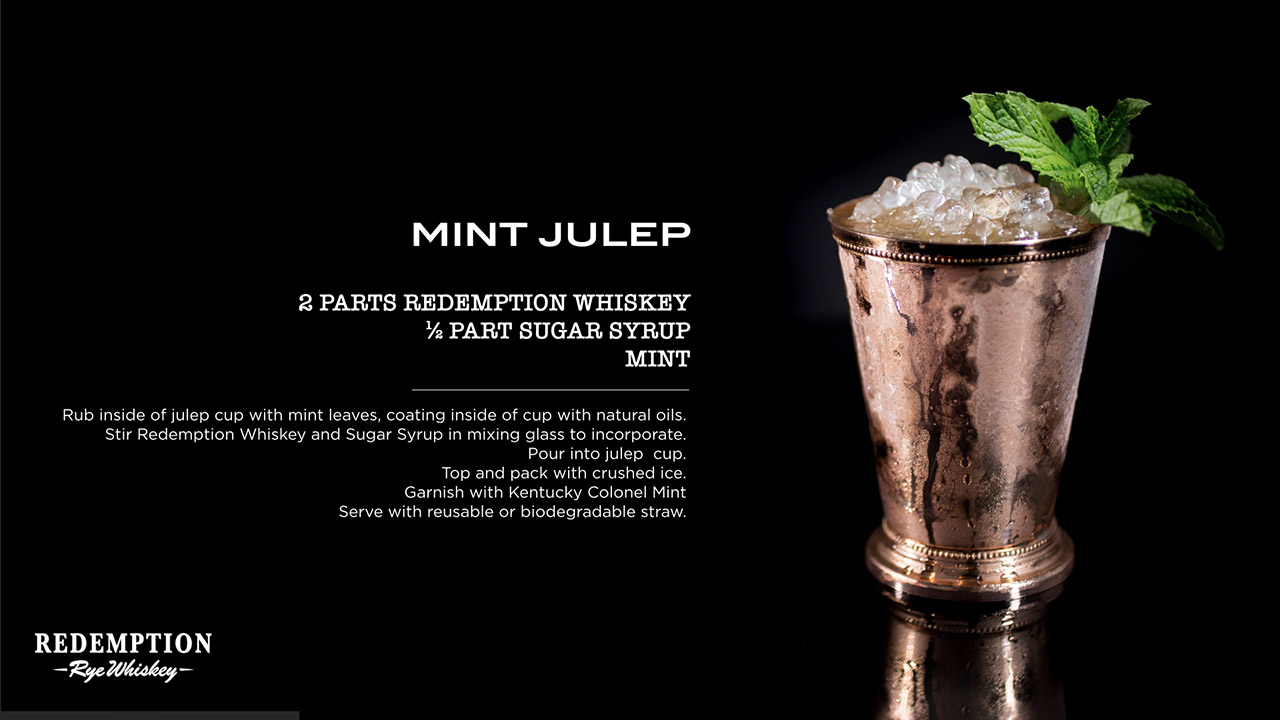 MINT JULEP
2 PARTS REDEMPTION WHISKEY
½ PART SUGAR SYRUP
MINT
Rub inside of julep cup with mint leaves, coating inside of cup with natural oils.
Stir Redemption Whiskey and Sugar Syrup in mixing glass to incorporate.
Pour into julep  cup.
Top and pack with crushed ice.
Garnish with Kentucky Colonel Mint
Serve with reusable or biodegradable straw.
REDEMPTION
Rye Whiskey